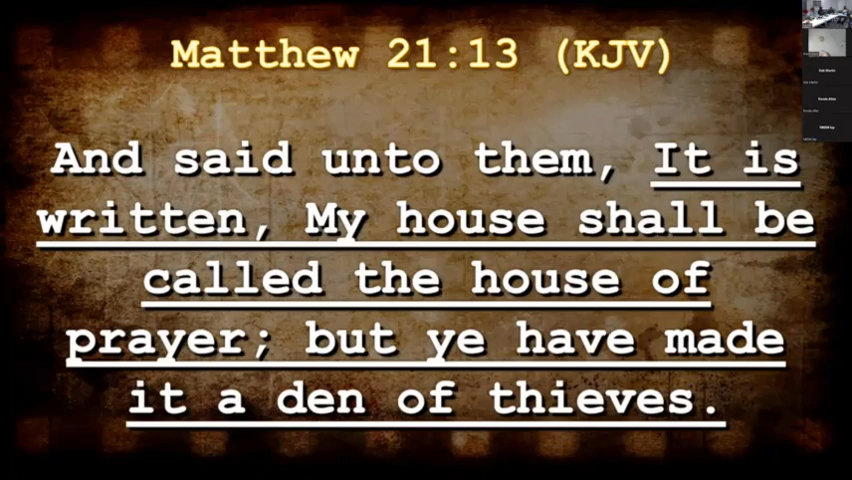 Matthew 21:13 (KJV)
And said unto them, It is
written, My house shall be
called the house of
prayer; but ye have made
it a den of thieves.